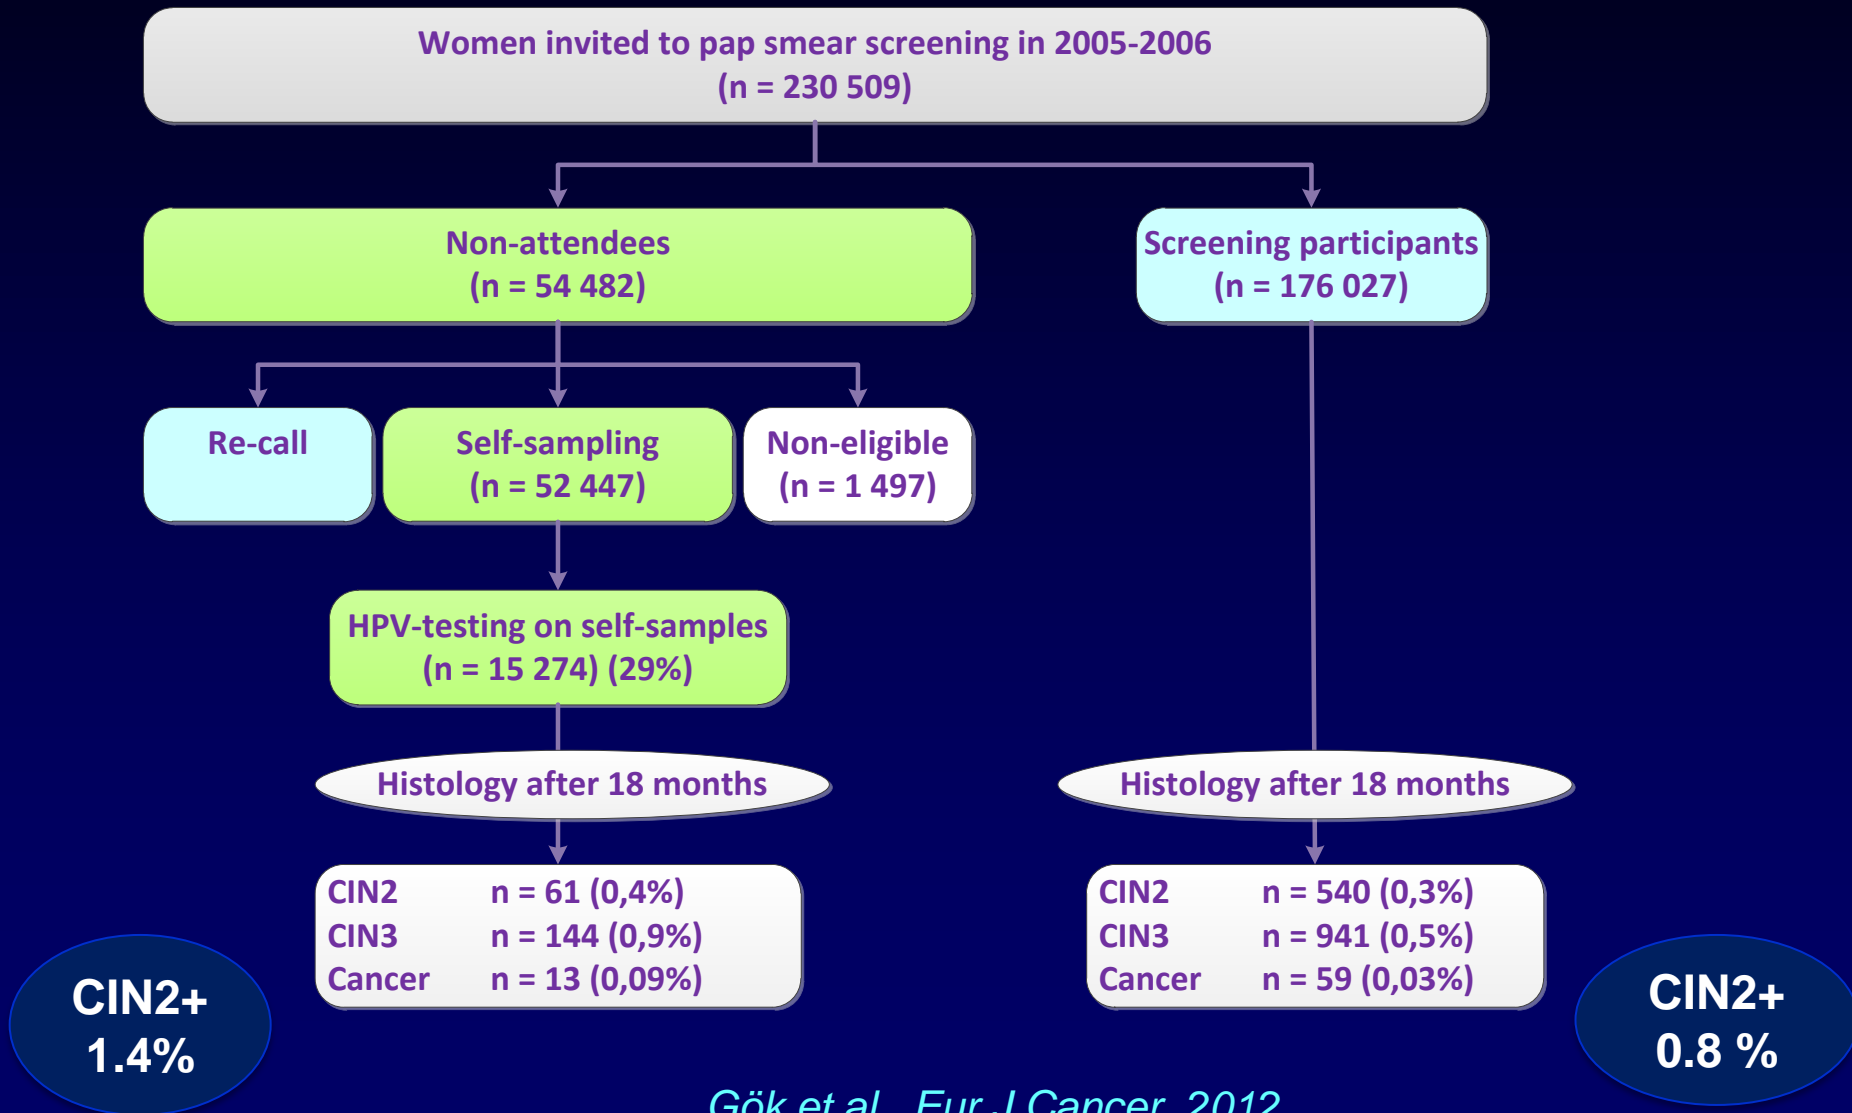 Women invited to pap smear screening in 2005-2006
(n = 230 509)
Non-attendees
(n = 54 482)
Screening participants
(n = 176 027)
Re-call
Self-sampling
(n = 52 447)
Non-eligible
(n = 1 497)
HPV-testing on self-samples
(n = 15 274) (29%)
Histology after 18 months
Histology after 18 months
CIN2 n = 61 (0,4%)
CIN3 n = 144 (0,9%)
Cancer n = 13 (0,09%)
CIN2 n = 540 (0,3%)
CIN3 n = 941 (0,5%)
Cancer n = 59 (0,03%)
CIN2+
1.4%
CIN2+
0.8 %
Gök et al., Eur J Cancer, 2012